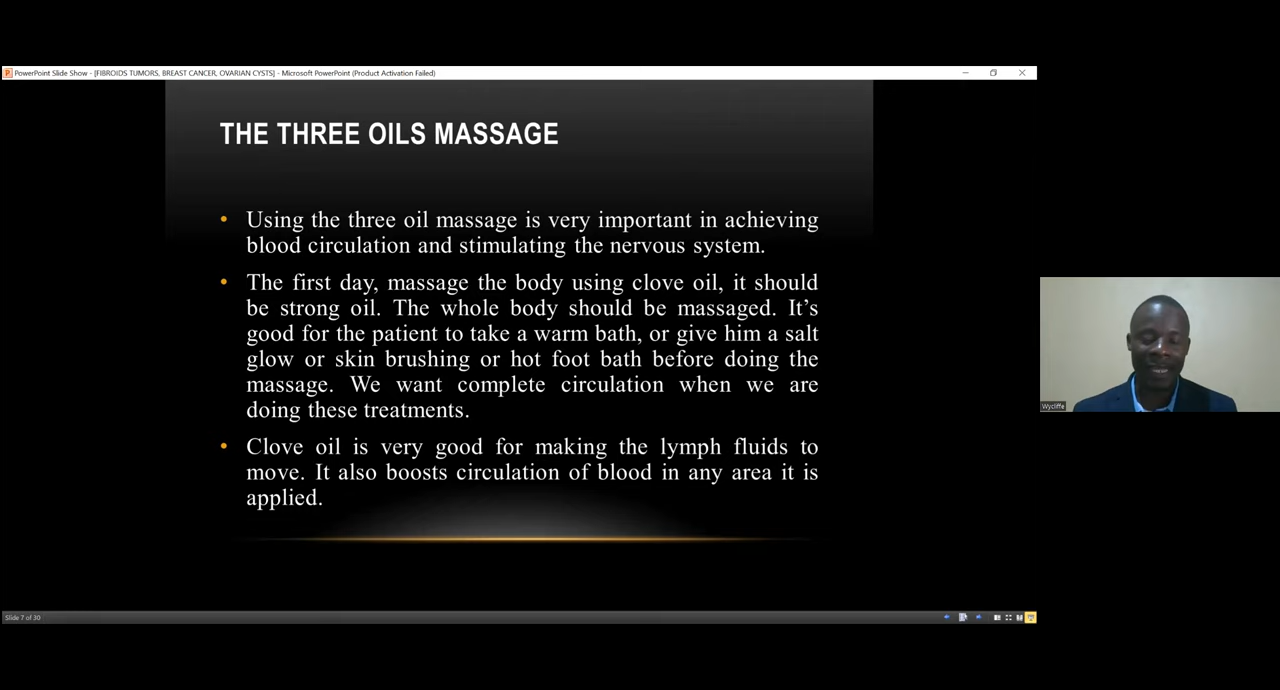 PowerPoint Slide Show - [FIBROIDS TUMORS, BREAST CANCER, OVARIAN CYSTS] - Microsoft PowerPoint (Product Activation Failed)
THE THREE OILS MASSAGE
• Using the three oil massage is very important in achieving
blood circulation and stimulating the nervous system.
• The first day, massage the body using clove oil, it should
be strong oil. The whole body should be massaged. It's
good for the patient to take a warm bath, or give him a salt
glow or skin brushing or hot foot bath before doing the
massage. We want complete circulation when we are
doing these treatments.
• Clove oil is very good for making the lymph fluids to
move. It also boosts circulation of blood in any area it is
applied.
Wycliffe
Slide 7 of 30